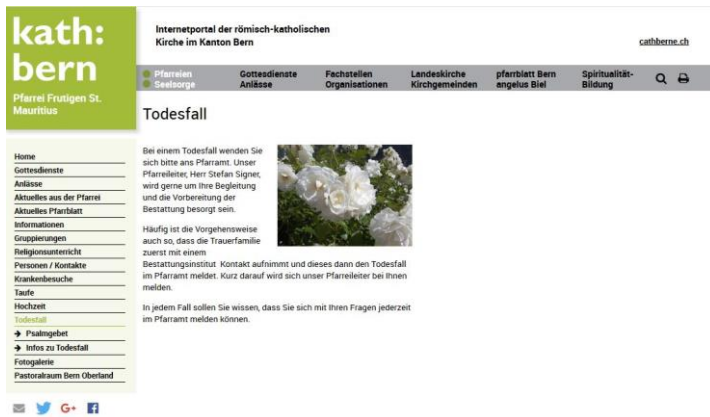 kath:
bern
Pfarrei Frutigen St.
Mauritius
Internetportal der römisch-katholischen
Kirche im Kanton Bern
cathberne.ch
Pfarreien
Seelsorge
Gottesdienste
Anlässe
Fachstellen
Organisationen
Landeskirche
Kirchgemeinden
pfarrblatt Bern
angelus Biel
Spiritualität-
Bildung
Home
Gottesdienste
Anlässe
Aktuelles aus der Pfarrei
Aktuelles Pfarrblatt
Informationen
Gruppierungen
Religionsunterricht
Personen / Kontakte
Krankenbesuche
Taufe
Hochzeit
Todesfall
Psalmgebet
Infos zu Todesfall
Fotogalerie
Pastoralraum Bern Oberland
G+
Todesfall
Bei einem Todesfall wenden Sie
sich bitte ans Pfarramt. Unser
Pfarreileiter, Herr Stefan Signer,
wird gerne um Ihre Begleitung
und die Vorbereitung der
Bestattung besorgt sein.
Häufig ist die Vorgehensweise
auch so, dass die Trauerfamilie
zuerst mit einem
Bestattungsinstitut Kontakt aufnimmt und dieses dann den Todesfall
im Pfarramt meldet. Kurz darauf wird sich unser Pfarreileiter bei Ihnen
melden.
In jedem Fall sollen Sie wissen, dass Sie sich mit Ihren Fragen jederzeit
im Pfarramt melden können.